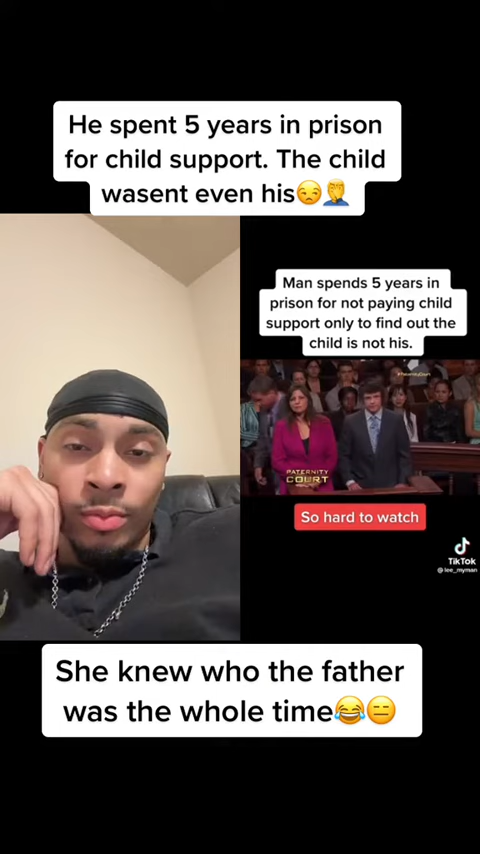 He spent 5 years in prison
for child support. The child
wasent even his😒🤦‍♂️
Man spends 5 years in
prison for not paying child
support only to find out the
child is not his.
#PaternityCourt
PATERNITY
COURT
So hard to watch
TikTok
@lee_myman
She knew who the father
was the whole time😂😑